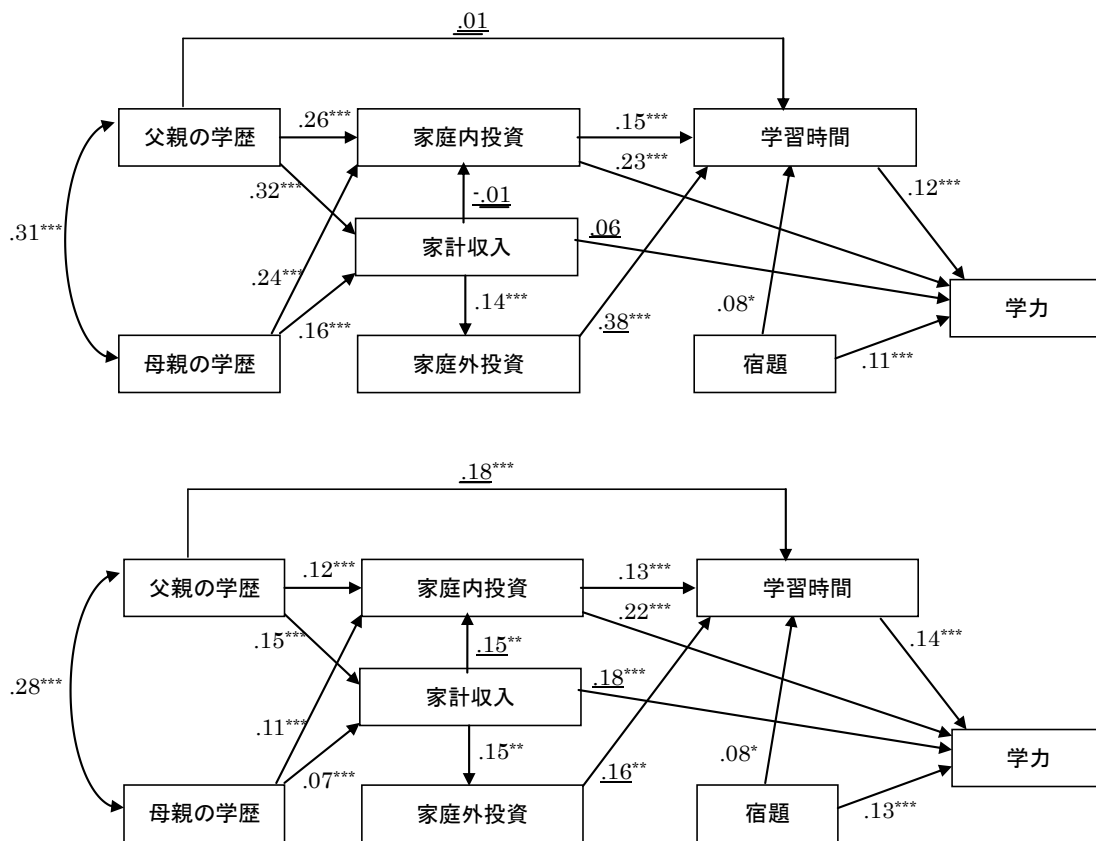 .01
父親の学歴
.26***
家庭内投資
.15***
学習時間
.23***
.12***
.32***
-.01
.31***
家計収入
.06
.24***
.14***
.08*
学力
.16***
.38***
母親の学歴
家庭外投資
宿題
.11***
.18***
父親の学歴
.12***
家庭内投資
.13***
学習時間
.22***
.14***
.15***
.15**
.28***
家計収入
.18***
.11***
.15**
.08*
学力
.07***
.16**
母親の学歴
家庭外投資
宿題
.13***